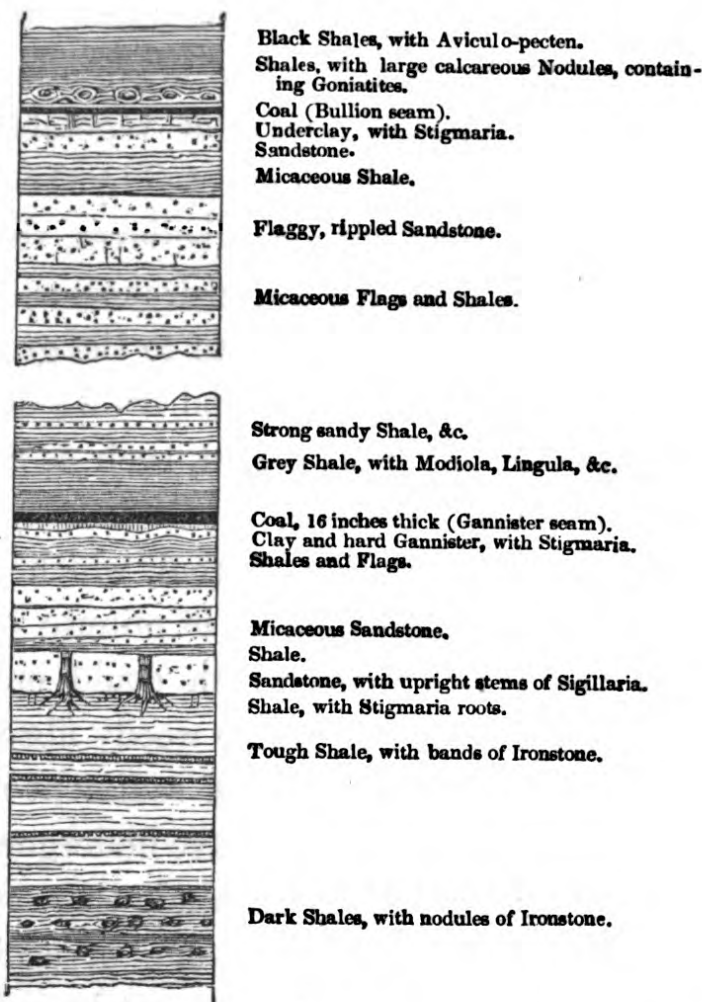 Black Shales, with Aviculo-pecten.
Shales, with large calcareous Nodules, contain-
ing Goniatites.
Coal (Bullion seam).
Underclay, with Stigmaria.
Sandstone.
Micaceous Shale.
Flaggy, rippled Sandstone.
Micaceous Flags and Shales.
Strong sandy Shale, &c.
Grey Shale, with Modiola, Lingula, &c.
Coal, 16 inches thick (Gannister seam).
Clay and hard Gannister, with Stigmaria.
Shales and Flags.
Micaceous Sandstone.
Shale.
Sandstone, with upright stems of Sigillaria.
Shale, with Stigmaria roots.
Tough Shale, with bands of Ironstone.
Dark Shales, with nodules of Ironstone.